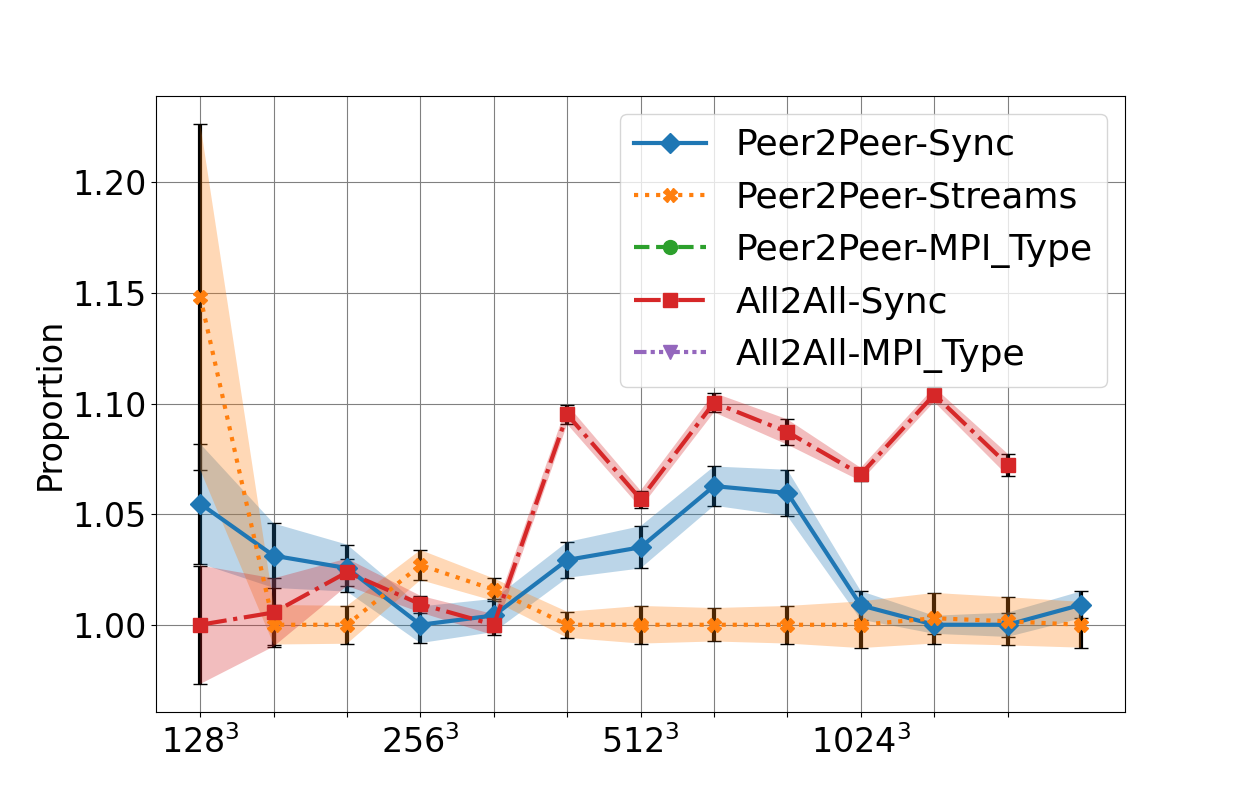 Peer2Peer-Sync
Peer2Peer-Streams
Peer2Peer-MPI_Type
All2All-Sync
All2All-MPI_Type
Proportion
1.20
1.15
1.10
1.05
1.00
128³ 256³ 512³ 1024³